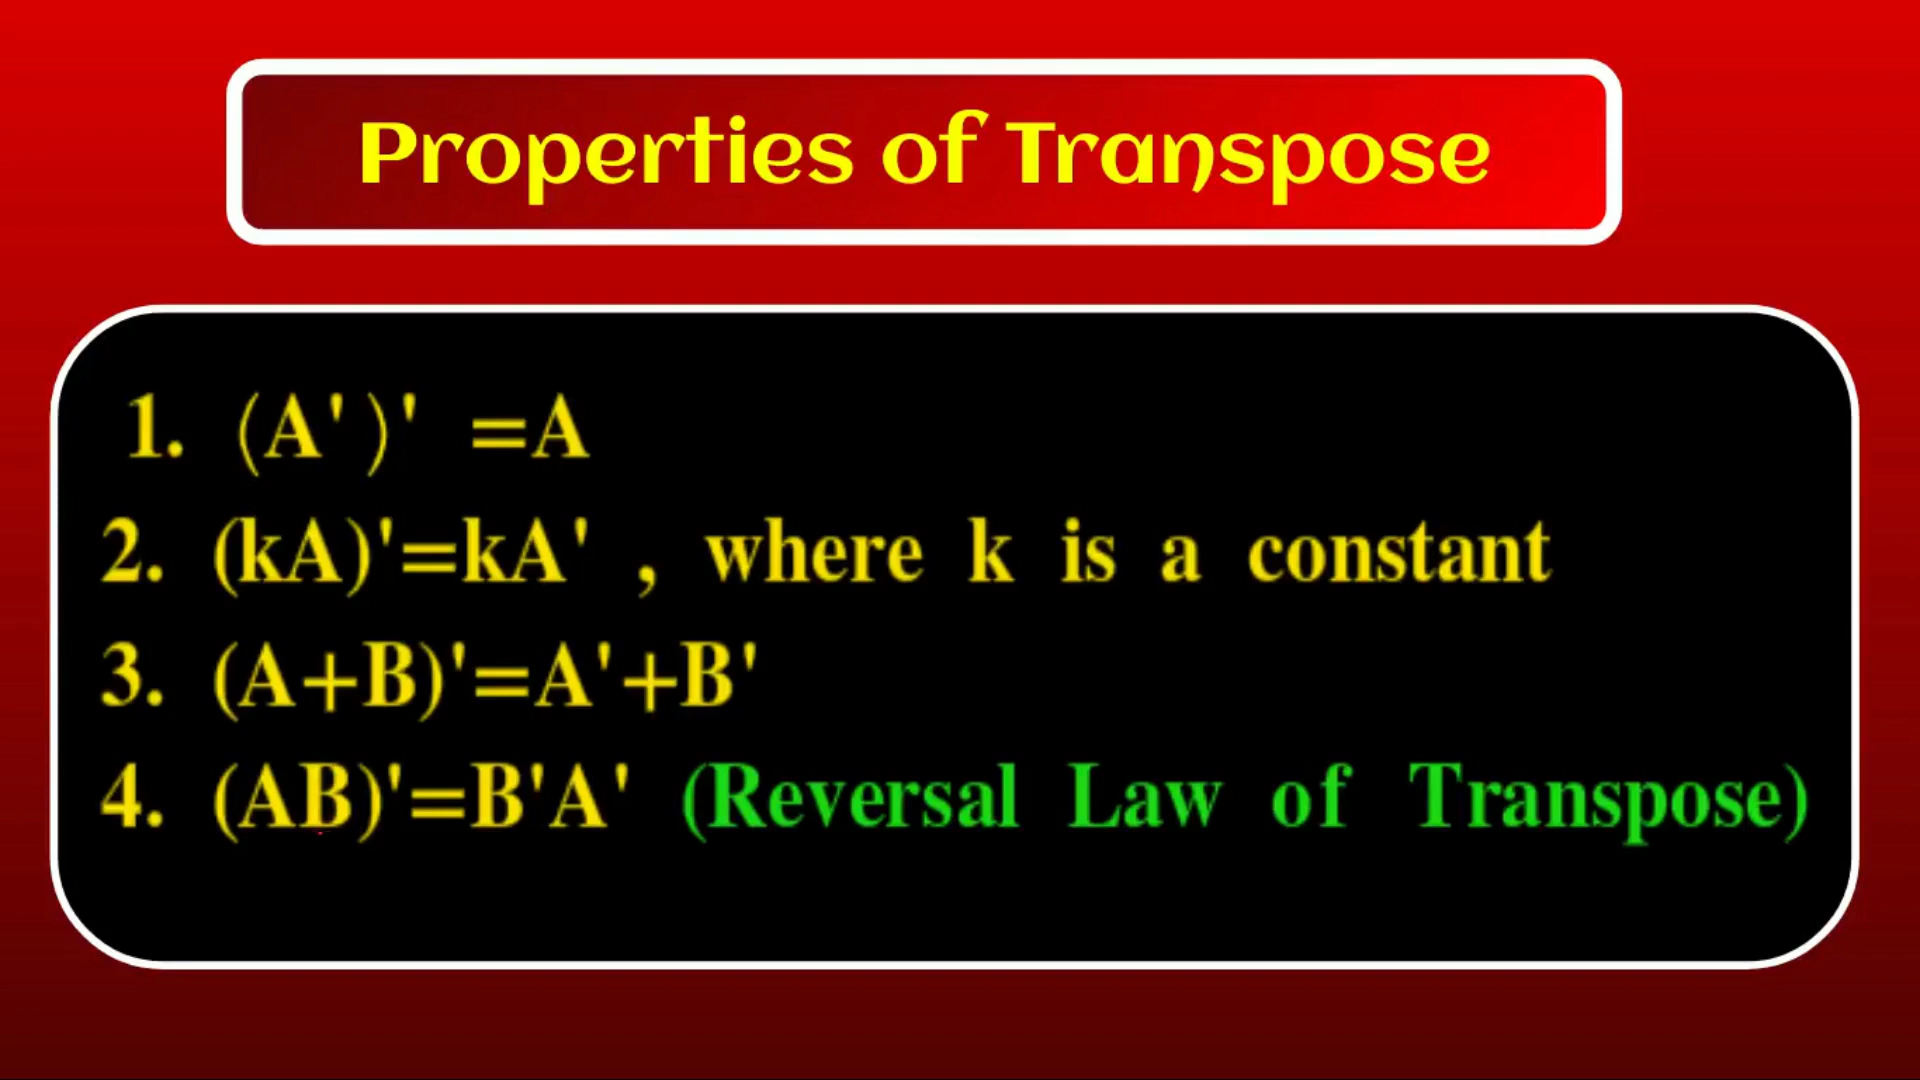 Properties of Transpose
1. (A')' =A
2. (kA)'=kA' , where k is a constant
3. (A+B)'=A'+B'
4. (AB)'=B'A' (Reversal Law of Transpose)